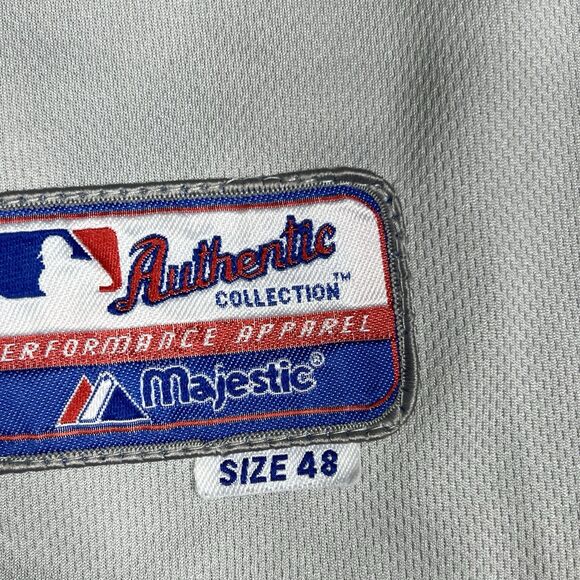 Authentic
COLLECTION™
ERFORMANCE APPAREL
Majestic®
SIZE 48